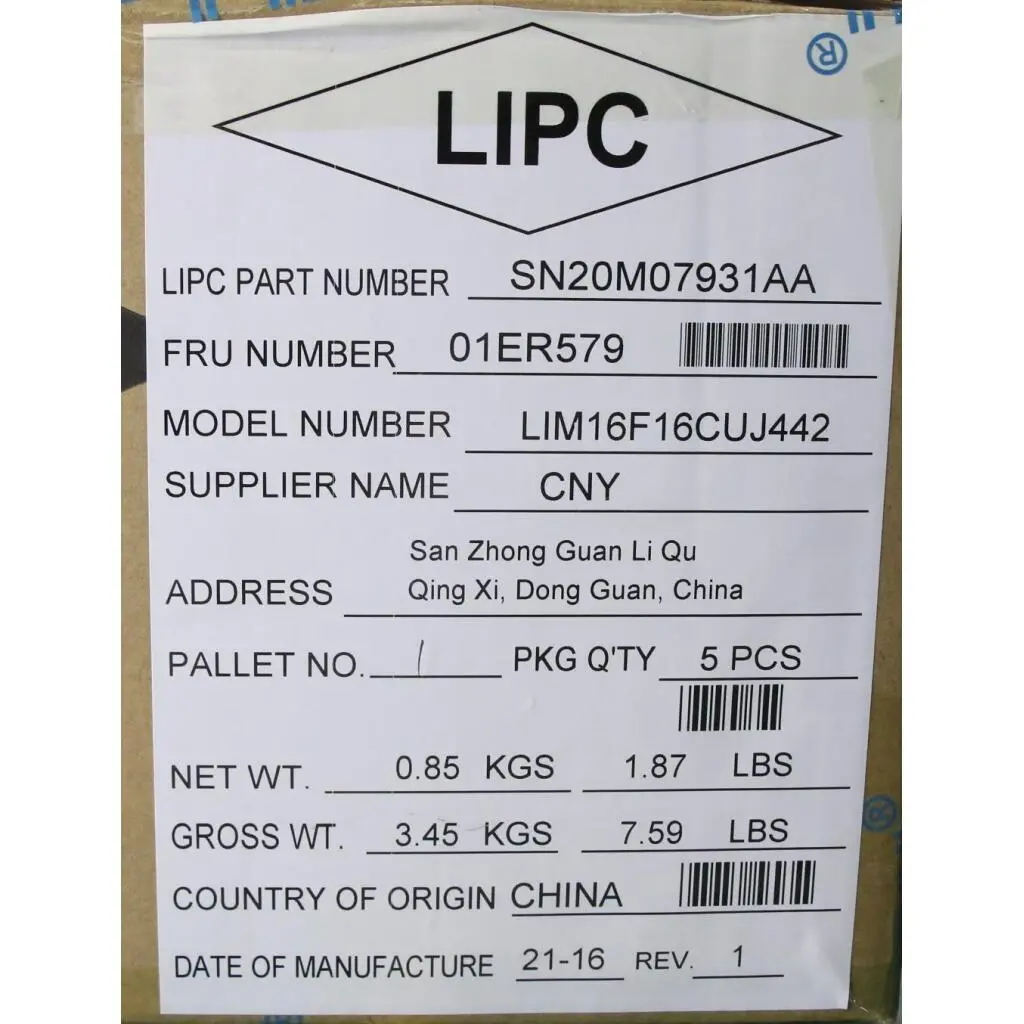 ®
LIPC
LIPC PART NUMBER SN20M07931AA
FRU NUMBER 01ER579
MODEL NUMBER LIM16F16CUJ442
SUPPLIER NAME CNY
San Zhong Guan Li Qu
ADDRESS Qing Xi, Dong Guan, China
PALLET NO. 1 PKG Q'TY 5 PCS
NET WT. 0.85 KGS 1.87 LBS
GROSS WT. 3.45 KGS 7.59 LBS
®
COUNTRY OF ORIGIN CHINA
DATE OF MANUFACTURE 21-16 REV. 1